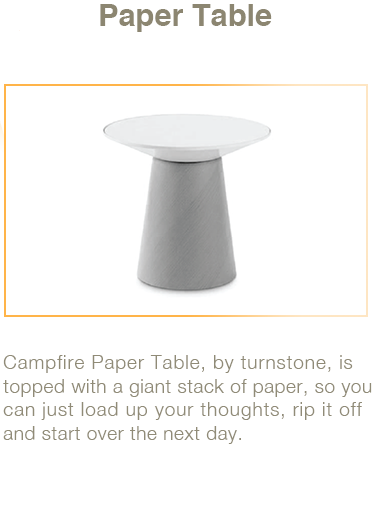 Paper Table
Campfire Paper Table, by turnstone, is
topped with a giant stack of paper, so you
can just load up your thoughts, rip it off
and start over the next day.